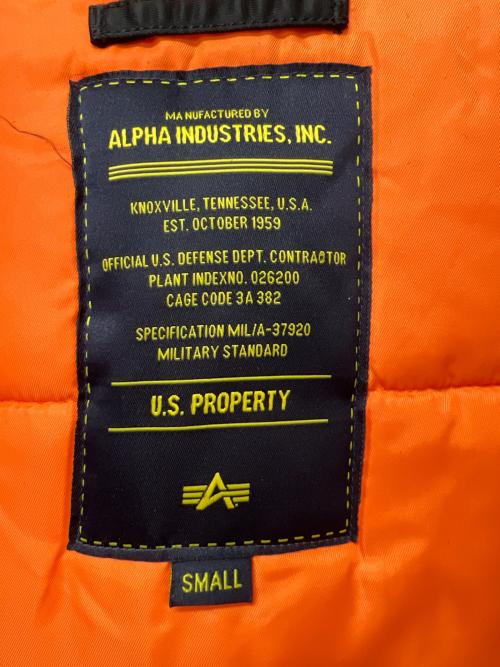 MANUFACTURED BY
ALPHA INDUSTRIES, INC.
KNOXVILLE, TENNESSEE, U.S.A.
EST. OCTOBER 1959
OFFICIAL U.S. DEFENSE DEPT. CONTRACTOR
PLANT INDEXNO. 026200
CAGE CODE 3A 382
SPECIFICATION MIL/A-37920
MILITARY STANDARD
U.S. PROPERTY
SMALL